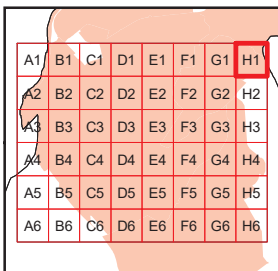 A1 B1 C1 D1 E1 F1 G1 H1
A2 B2 C2 D2 E2 F2 G2 H2
A3 B3 C3 D3 E3 F3 G3 H3
A4 B4 C4 D4 E4 F4 G4 H4
A5 B5 C5 D5 E5 F5 G5 H5
A6 B6 C6 D6 E6 F6 G6 H6